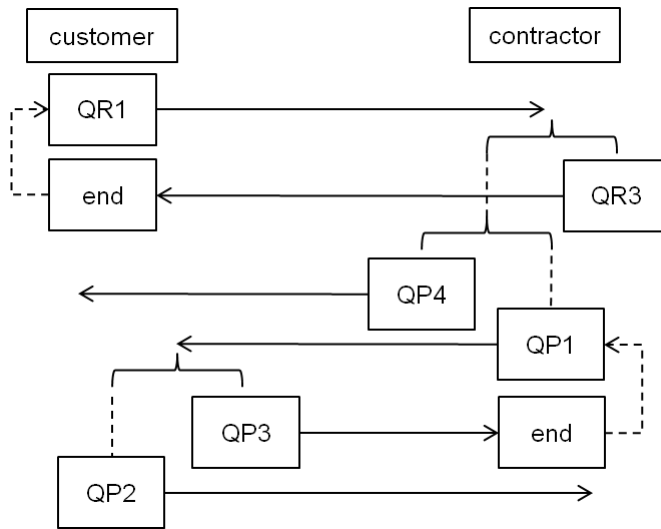 customer
contractor
QR1
end
QR3
QP4
QP1
QP3
end
QP2